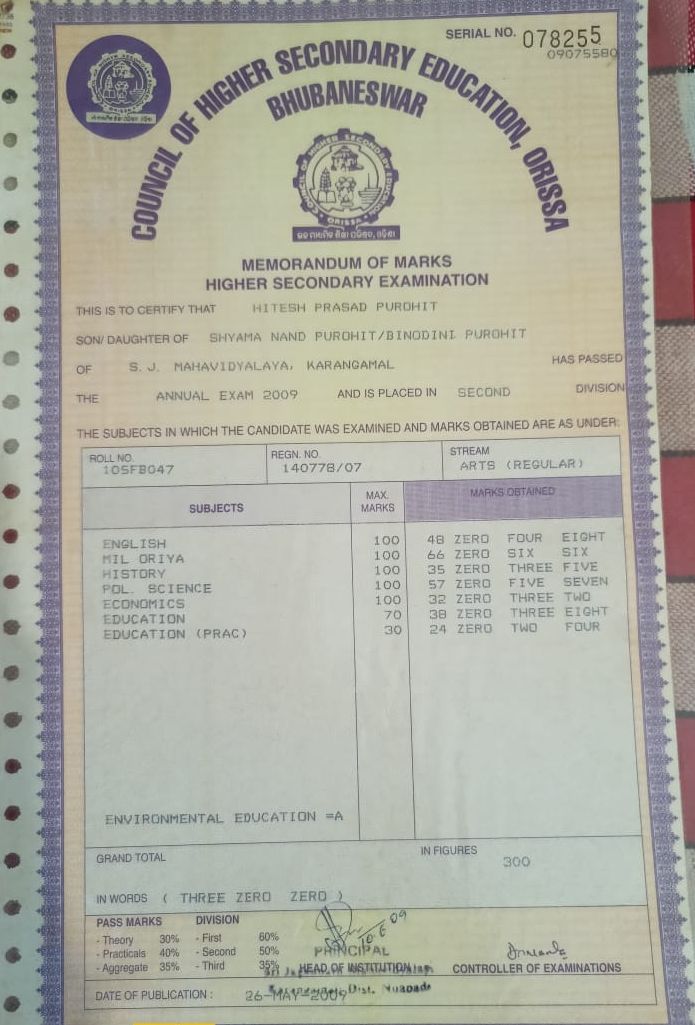 SERIAL NO. 078255
09075580
COUNCIL OF HIGHER SECONDARY EDUCATION, ORISSA
BHUBANESWAR
MEMORANDUM OF MARKS
HIGHER SECONDARY EXAMINATION
THIS IS TO CERTIFY THAT HITESH PRASAD PUROHIT
SON/ DAUGHTER OF SHYAMA NAND PUROHIT/BINODINI PUROHIT
OF S. J. MAHAVIDYALAYA, KARANGAMAL HAS PASSED
THE ANNUAL EXAM 2009 AND IS PLACED IN SECOND DIVISION
THE SUBJECTS IN WHICH THE CANDIDATE WAS EXAMINED AND MARKS OBTAINED ARE AS UNDER:
ROLL NO. REGN. NO. STREAM
105FB047 140778/07 ARTS (REGULAR)
SUBJECTS MAX. MARKS MARKS OBTAINED
ENGLISH 100 48 ZERO FOUR EIGHT
MIL ORIYA 100 66 ZERO SIX SIX
HISTORY 100 35 ZERO THREE FIVE
POL. SCIENCE 100 57 ZERO FIVE SEVEN
ECONOMICS 100 32 ZERO THREE TWO
EDUCATION 70 38 ZERO THREE EIGHT
EDUCATION (PRAC) 30 24 ZERO TWO FOUR
ENVIRONMENTAL EDUCATION =A
GRAND TOTAL IN FIGURES 300
IN WORDS ( THREE ZERO ZERO )
PASS MARKS DIVISION
- Theory 30% - First 60%
- Practicals 40% - Second 50%
- Aggregate 35% - Third 35%
10.6 09
PRINCIPAL
HEAD OF INSTITUTION CONTROLLER OF EXAMINATIONS
Dist. Nuapada
DATE OF PUBLICATION : 26-MAY-2009